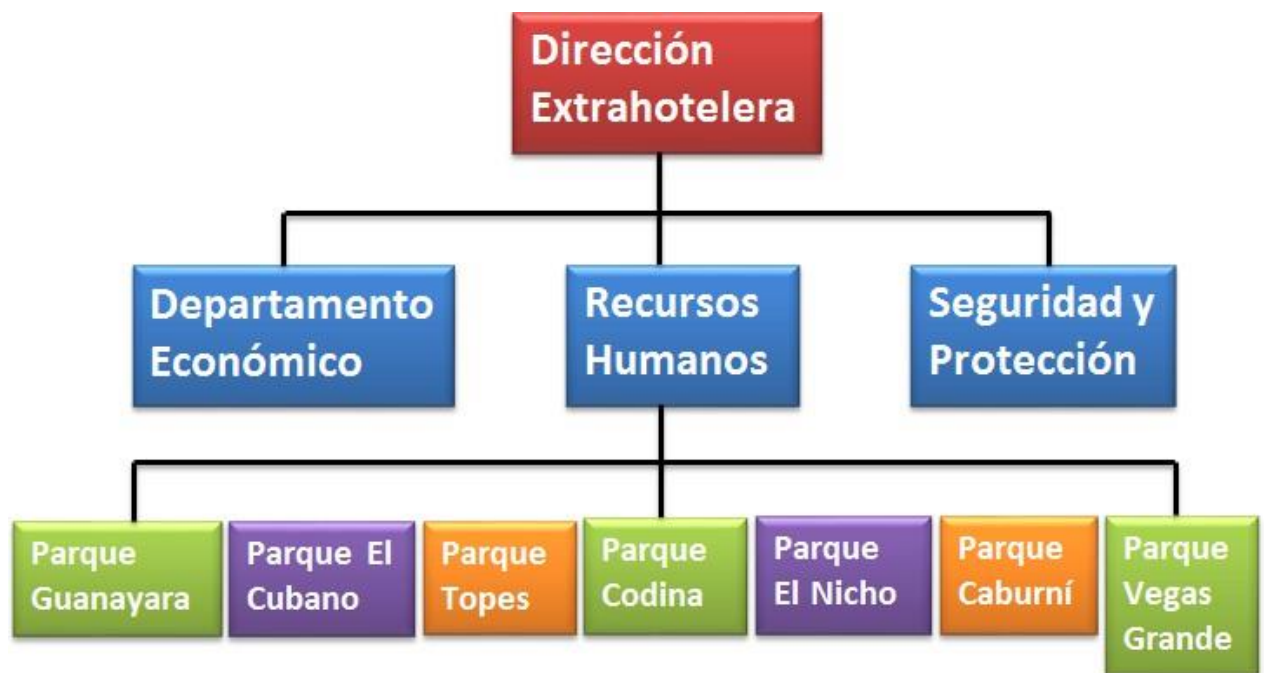 Dirección
Extrahotelera
Departamento
Económico
Recursos
Humanos
Seguridad y
Protección
Parque
Guanayara
Parque El
Cubano
Parque
Topes
Parque
Codina
Parque
El Nicho
Parque
Caburní
Parque
Vegas
Grande